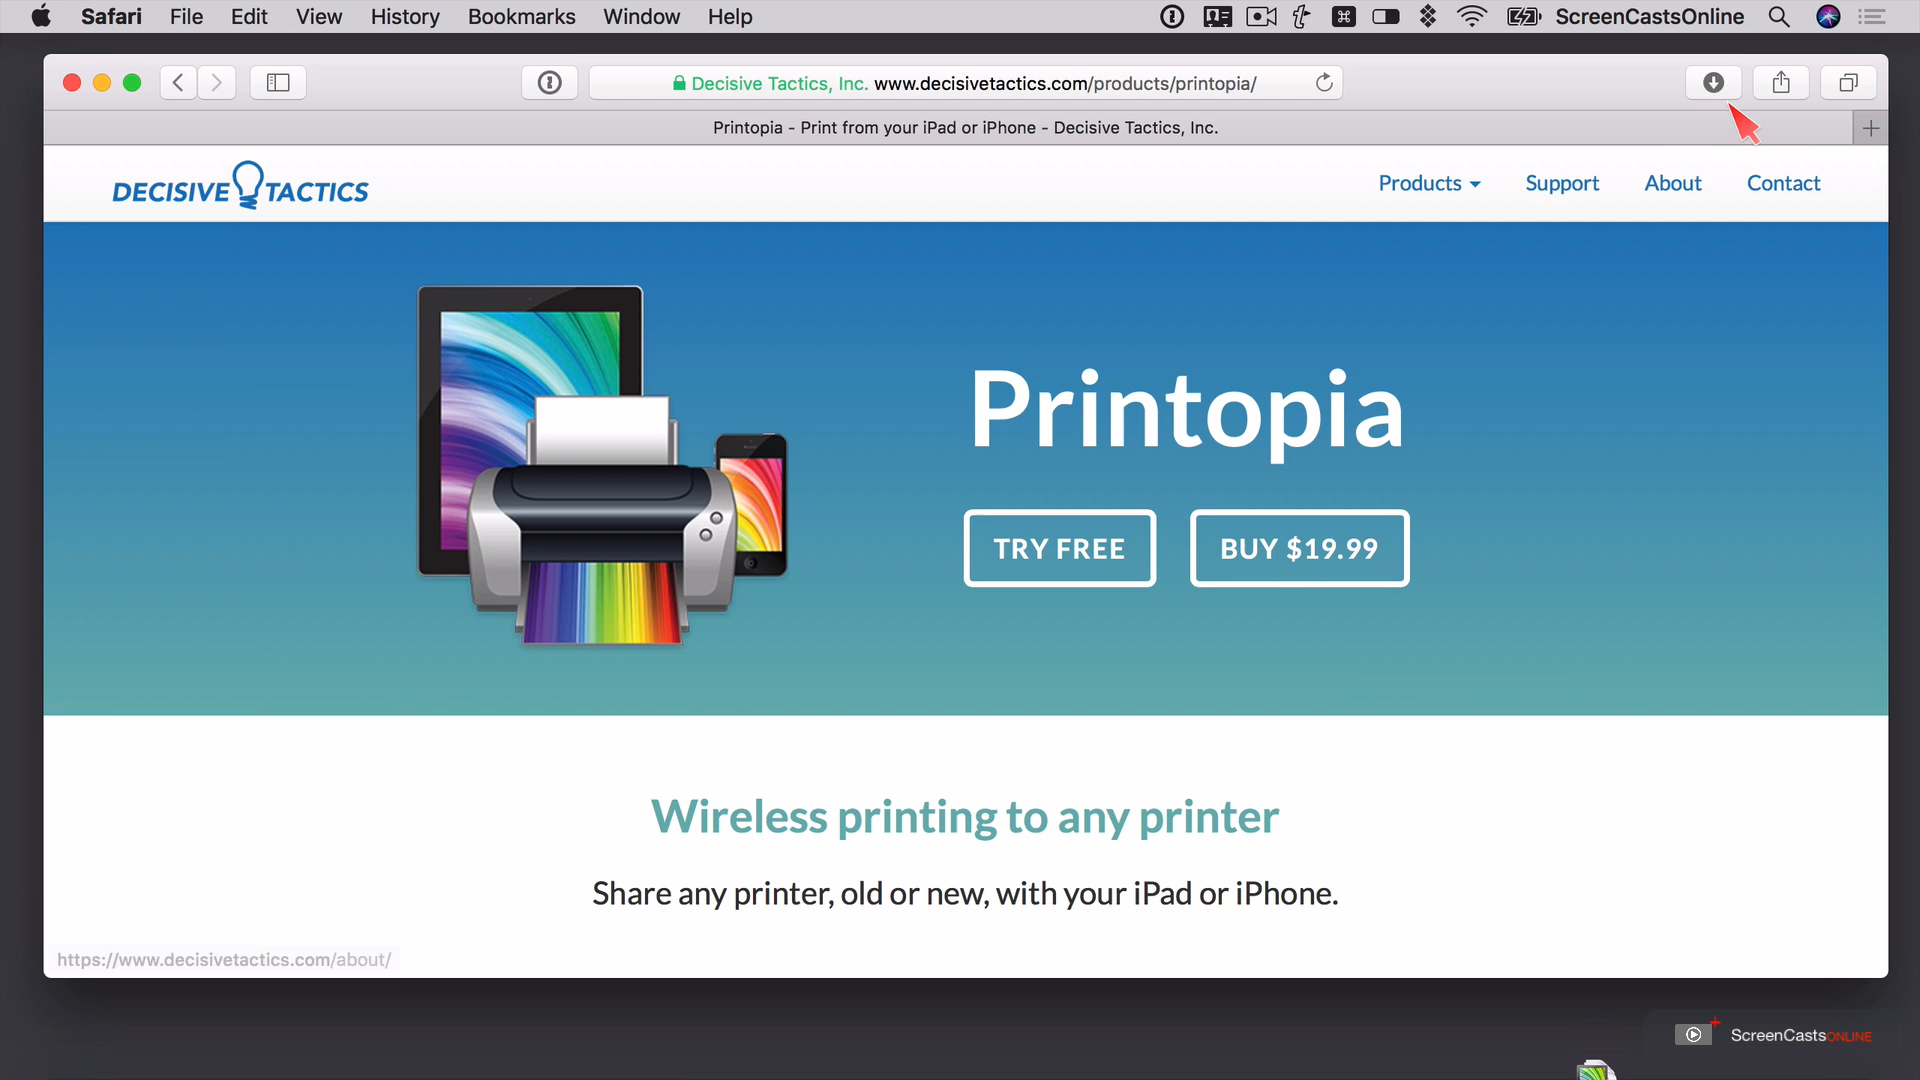 Safari File Edit View History Bookmarks Window Help ScreenCastsOnline
Decisive Tactics, Inc. www.decisivetactics.com/products/printopia/
Printopia - Print from your iPad or iPhone - Decisive Tactics, Inc.
DECISIVE TACTICS
Products Support About Contact
Printopia
TRY FREE BUY $19.99
Wireless printing to any printer
Share any printer, old or new, with your iPad or iPhone.
https://www.decisivetactics.com/about/
ScreenCastsONLINE